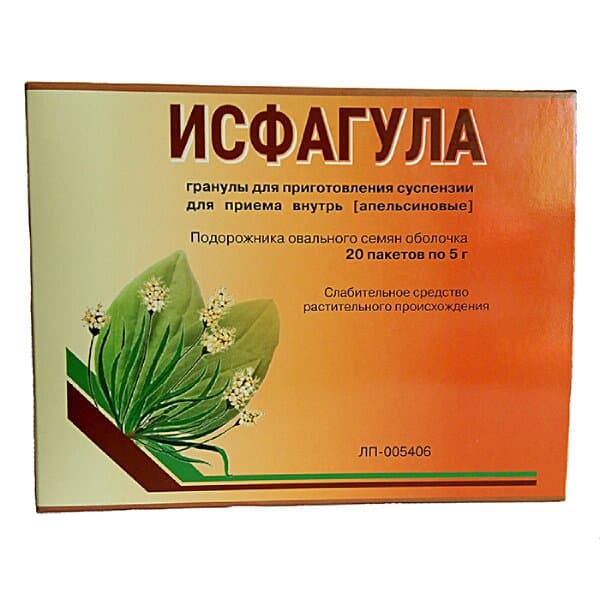 ИСФАГУЛА
гранулы для приготовления суспензии
для приема внутрь [апельсиновые]
Подорожника овального семян оболочка
20 пакетов по 5 г
Слабительное средство
растительного происхождения
ЛП-005406